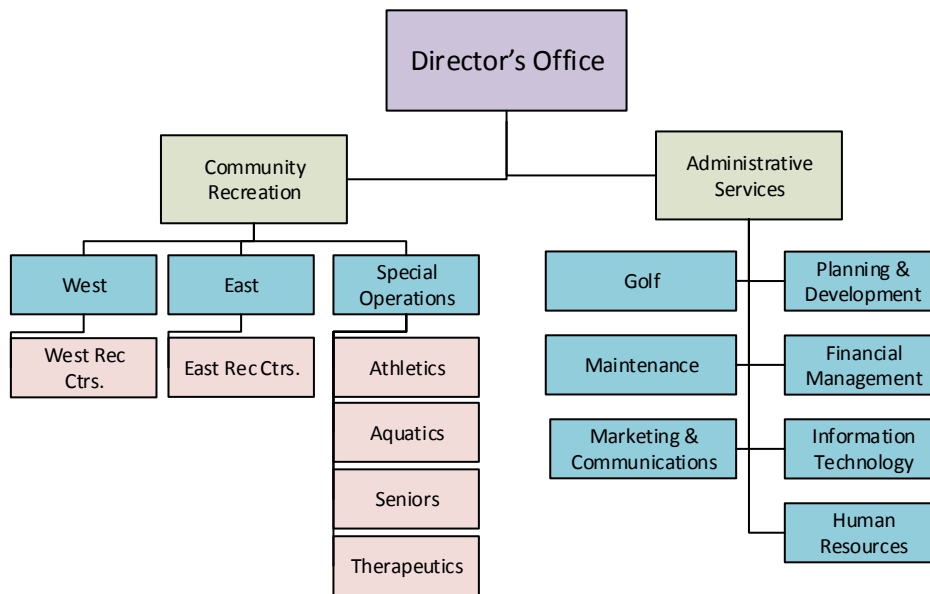 Director’s Office
Community
Recreation
Administrative
Services
West
East
Special
Operations
West Rec
Ctrs.
East Rec Ctrs.
Athletics
Aquatics
Seniors
Therapeutics
Golf
Planning &
Development
Maintenance
Financial
Management
Marketing &
Communications
Information
Technology
Human
Resources